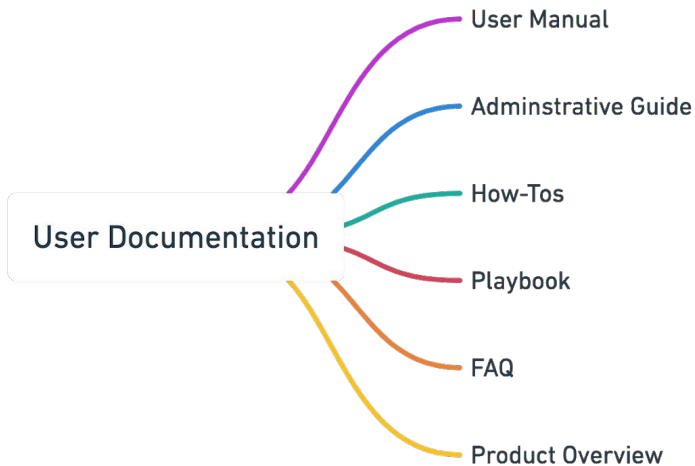 User Manual
Adminstrative Guide
How-Tos
User Documentation
Playbook
FAQ
Product Overview